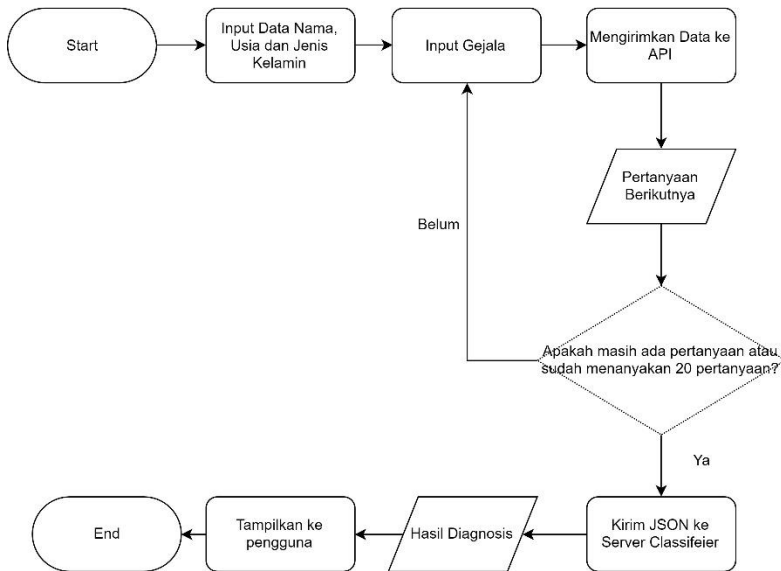 Start
Input Data Nama,
Usia dan Jenis
Kelamin
Input Gejala
Mengirimkan Data ke
API
Pertanyaan
Berikutnya
Belum
Apakah masih ada pertanyaan atau
sudah menanyakan 20 pertanyaan?
Ya
End
Tampilkan ke
pengguna
Hasil Diagnosis
Kirim JSON ke
Server Classifeier